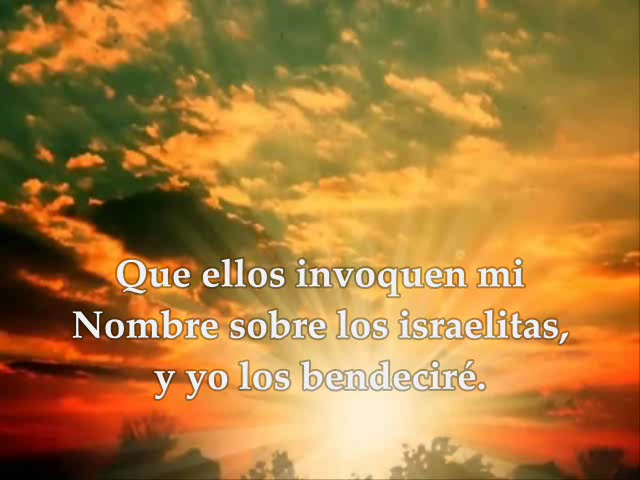 Que ellos invoquen mi
Nombre sobre los israelitas,
y yo los bendeciré.